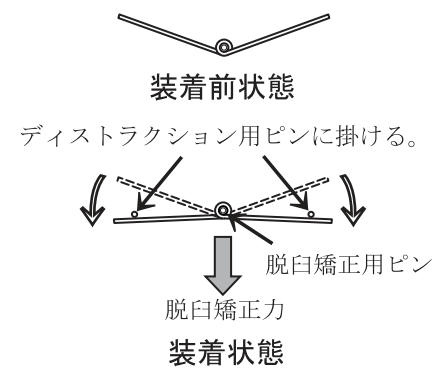 装着前状態
ディストラクション用ピンに掛ける。
脱臼矯正用ピン
脱臼矯正力
装着状態